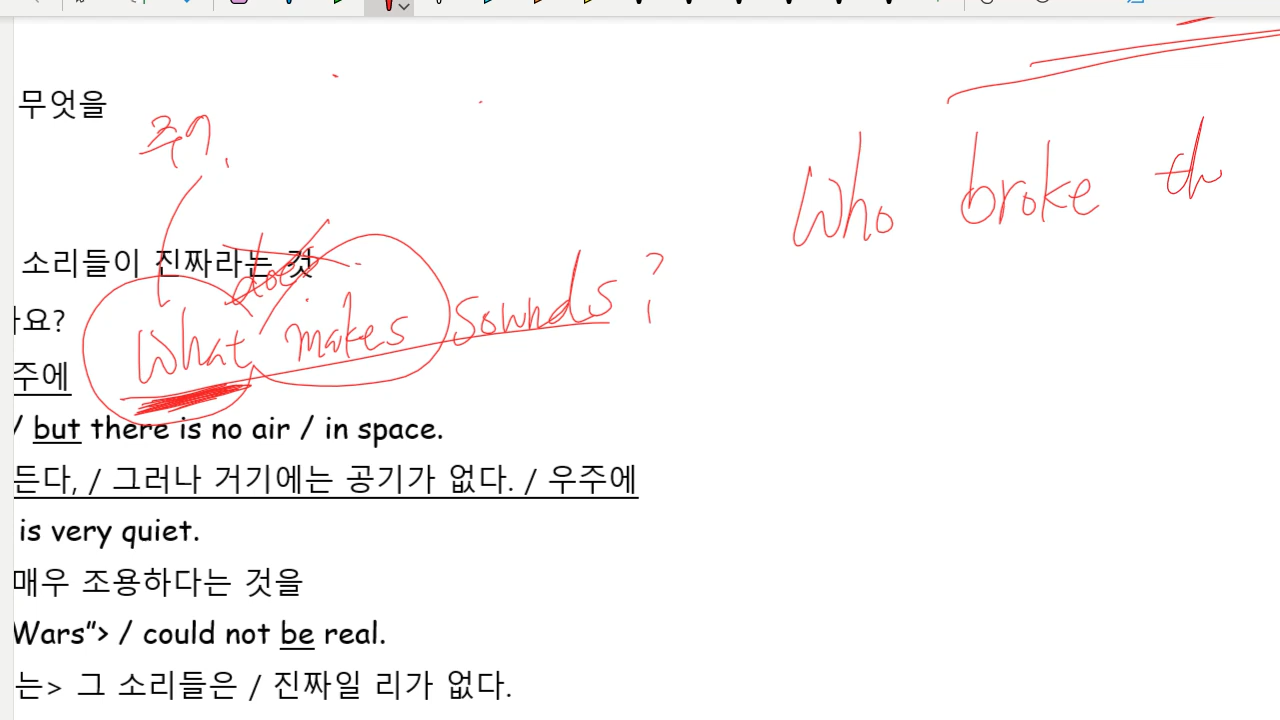 무엇을
주어
Who broke th
소리들이 진짜라는 것
does
요?
What makes sounds?
주에
/ but there is no air / in space.
든다, / 그러나 거기에는 공기가 없다. / 우주에
is very quiet.
매우 조용하다는 것을
Wars”> / could not be real.
는> 그 소리들은 / 진짜일 리가 없다.